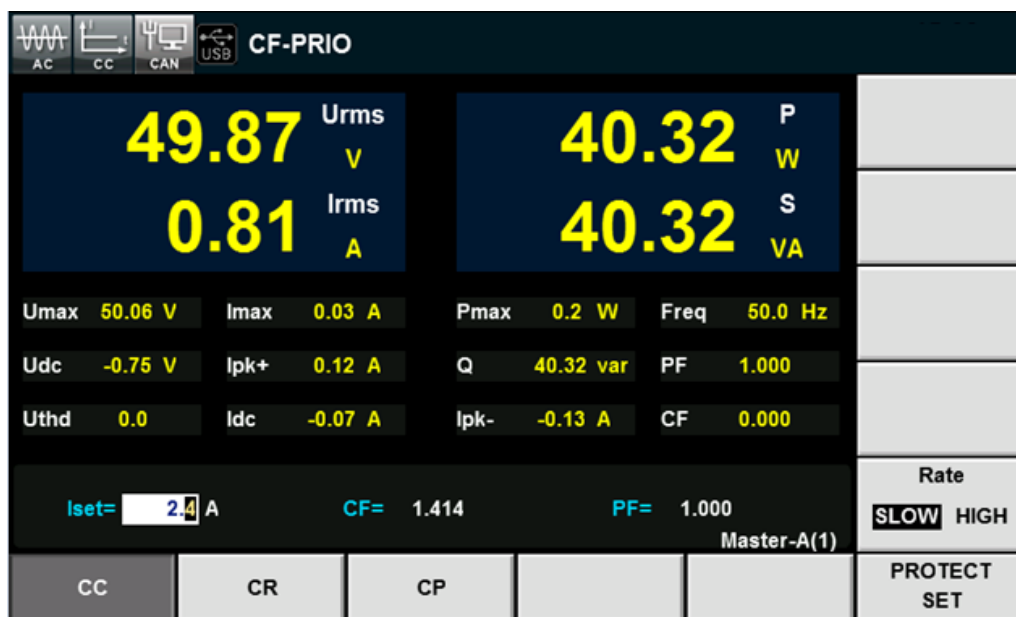 AC CC CAN USB CF-PRIO
49.87 Urms V
0.81 Irms A
40.32 P W
40.32 S VA
Umax 50.06 V Imax 0.03 A Pmax 0.2 W Freq 50.0 Hz
Udc -0.75 V Ipk+ 0.12 A Q 40.32 var PF 1.000
Uthd 0.0 Idc -0.07 A Ipk- -0.13 A CF 0.000
Iset= 2.4 A CF= 1.414 PF= 1.000
Master-A(1)
Rate
SLOW HIGH
CC CR CP
PROTECT
SET